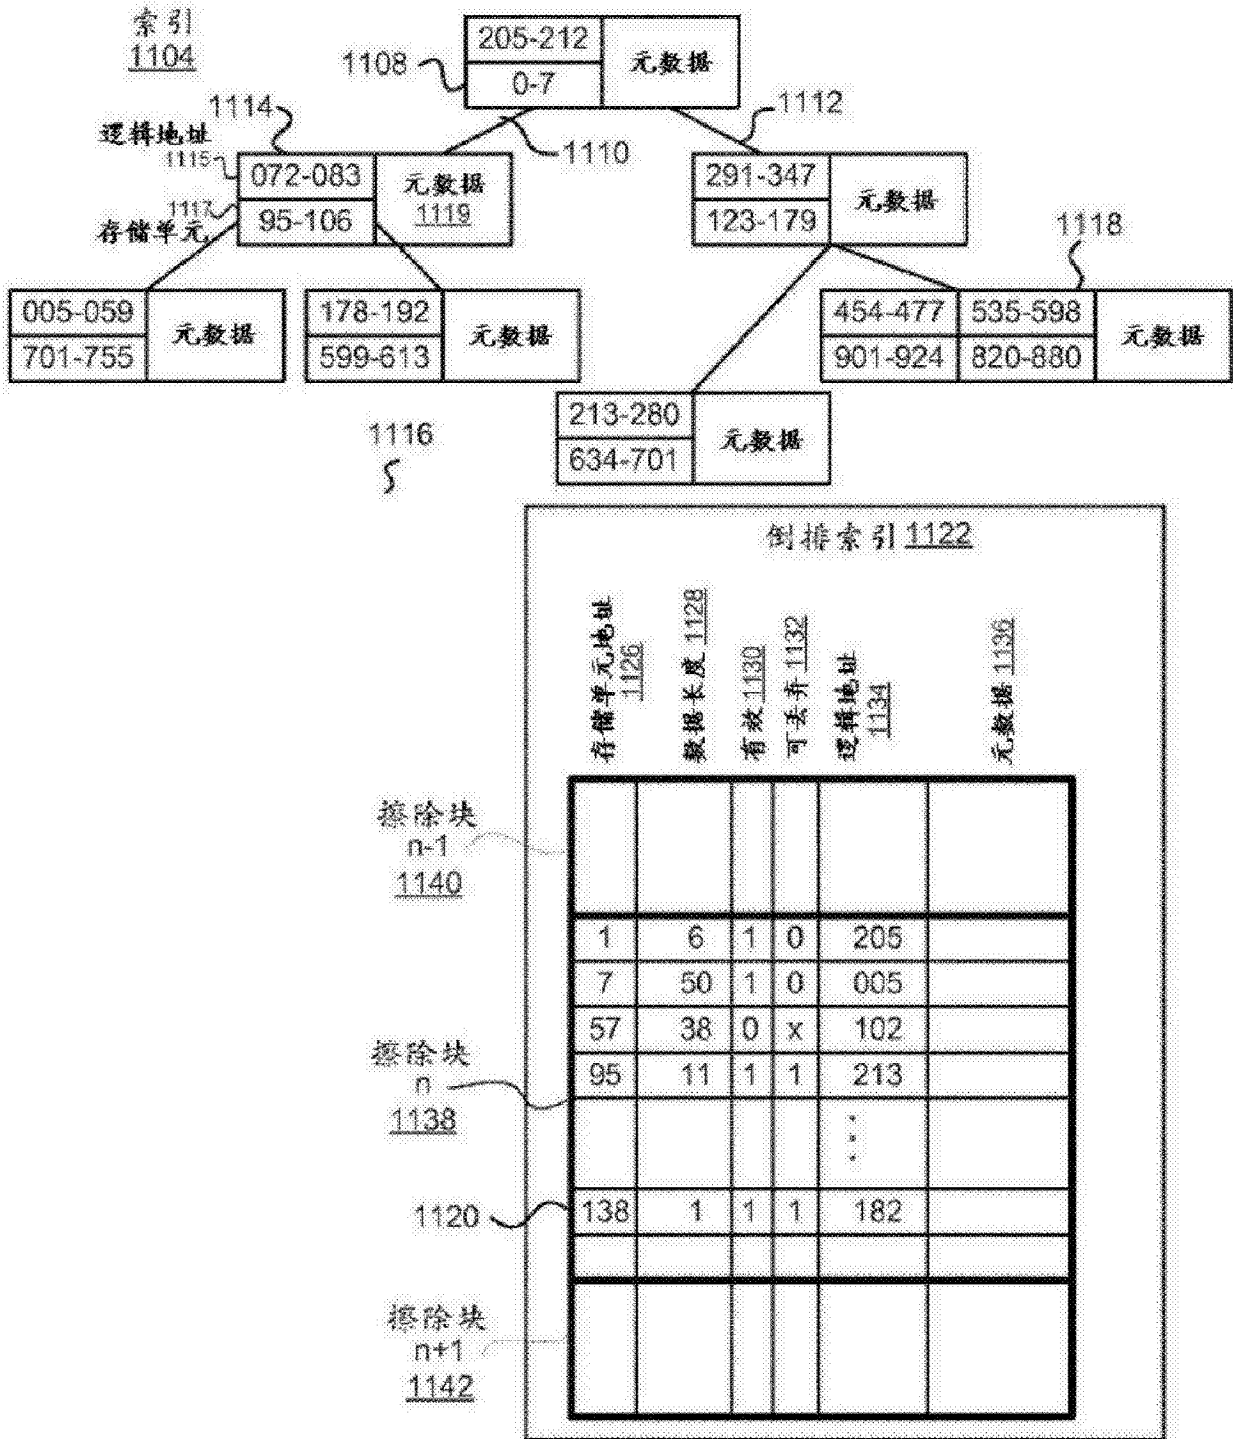 索引
1104
1108
205-212
0-7
元数据
1110
1112
1114
逻辑地址
1115
1117
存储单元
072-083
95-106
元数据
1119
291-347
123-179
元数据
1118
005-059
701-755
元数据
178-192
599-613
元数据
454-477
901-924
535-598
820-880
元数据
1116
213-280
634-701
元数据
倒排索引 1122
存储单元地址
1126
数据长度 1128
有效 1130
可丢弃 1132
逻辑地址
1134
元数据 1136
擦除块
n-1
1140
1 6 1 0 205
7 50 1 0 005
57 38 0 x 102
95 11 1 1 213
擦除块
n
1138
1120
138 1 1 1 182
擦除块
n+1
1142